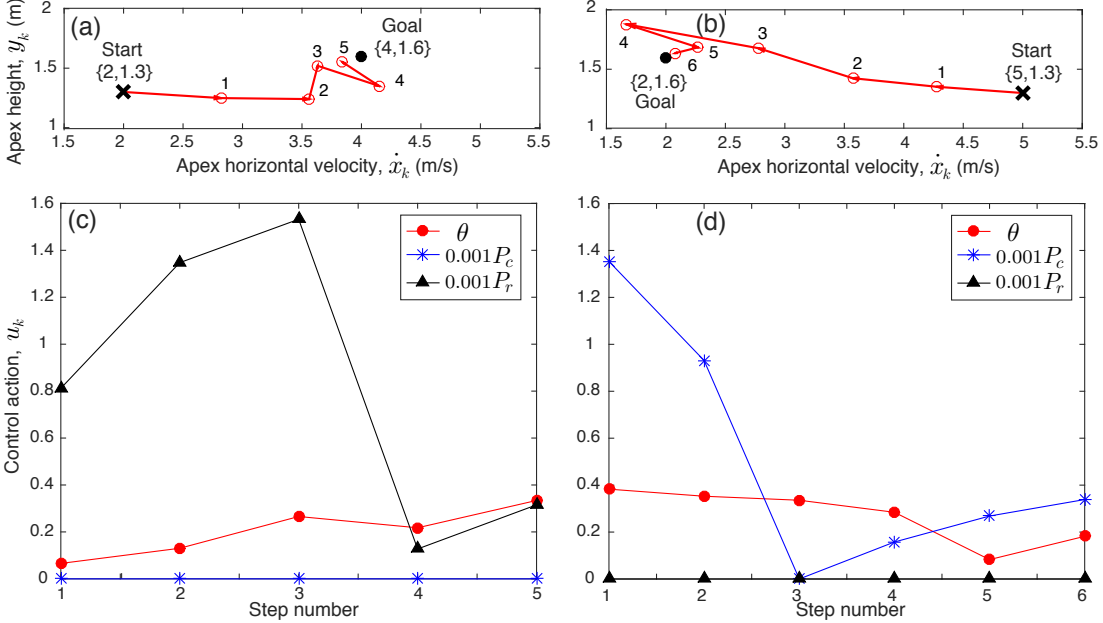 (a)
Apex height, y_k (m)
2
1.5
1
Start
{2,1.3}
1
2
3
4
5
Goal
{4,1.6}
1.5 2 2.5 3 3.5 4 4.5 5 5.5
Apex horizontal velocity, ẋ_k (m/s)
(b)
2
1.5
1
4
5
6
3
2
1
{2,1.6}
Goal
Start
{5,1.3}
1.5 2 2.5 3 3.5 4 4.5 5 5.5
Apex horizontal velocity, ẋ_k (m/s)
(c)
Control action, u_k
1.6
1.4
1.2
1
0.8
0.6
0.4
0.2
0
θ
0.001P_c
0.001P_r
1 2 3 4 5
Step number
(d)
1.6
1.4
1.2
1
0.8
0.6
0.4
0.2
0
θ
0.001P_c
0.001P_r
1 2 3 4 5 6
Step number